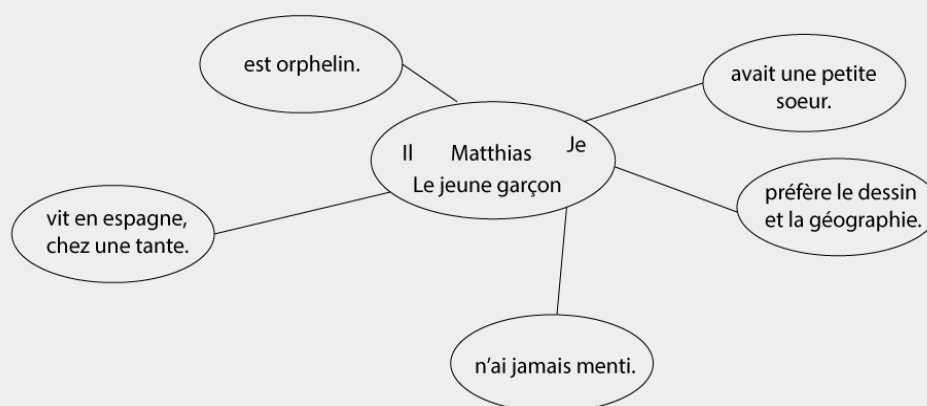 est orphelin.
avait une petite
soeur.
Il Matthias Je
Le jeune garçon
préfère le dessin
et la géographie.
vit en espagne,
chez une tante.
n'ai jamais menti.